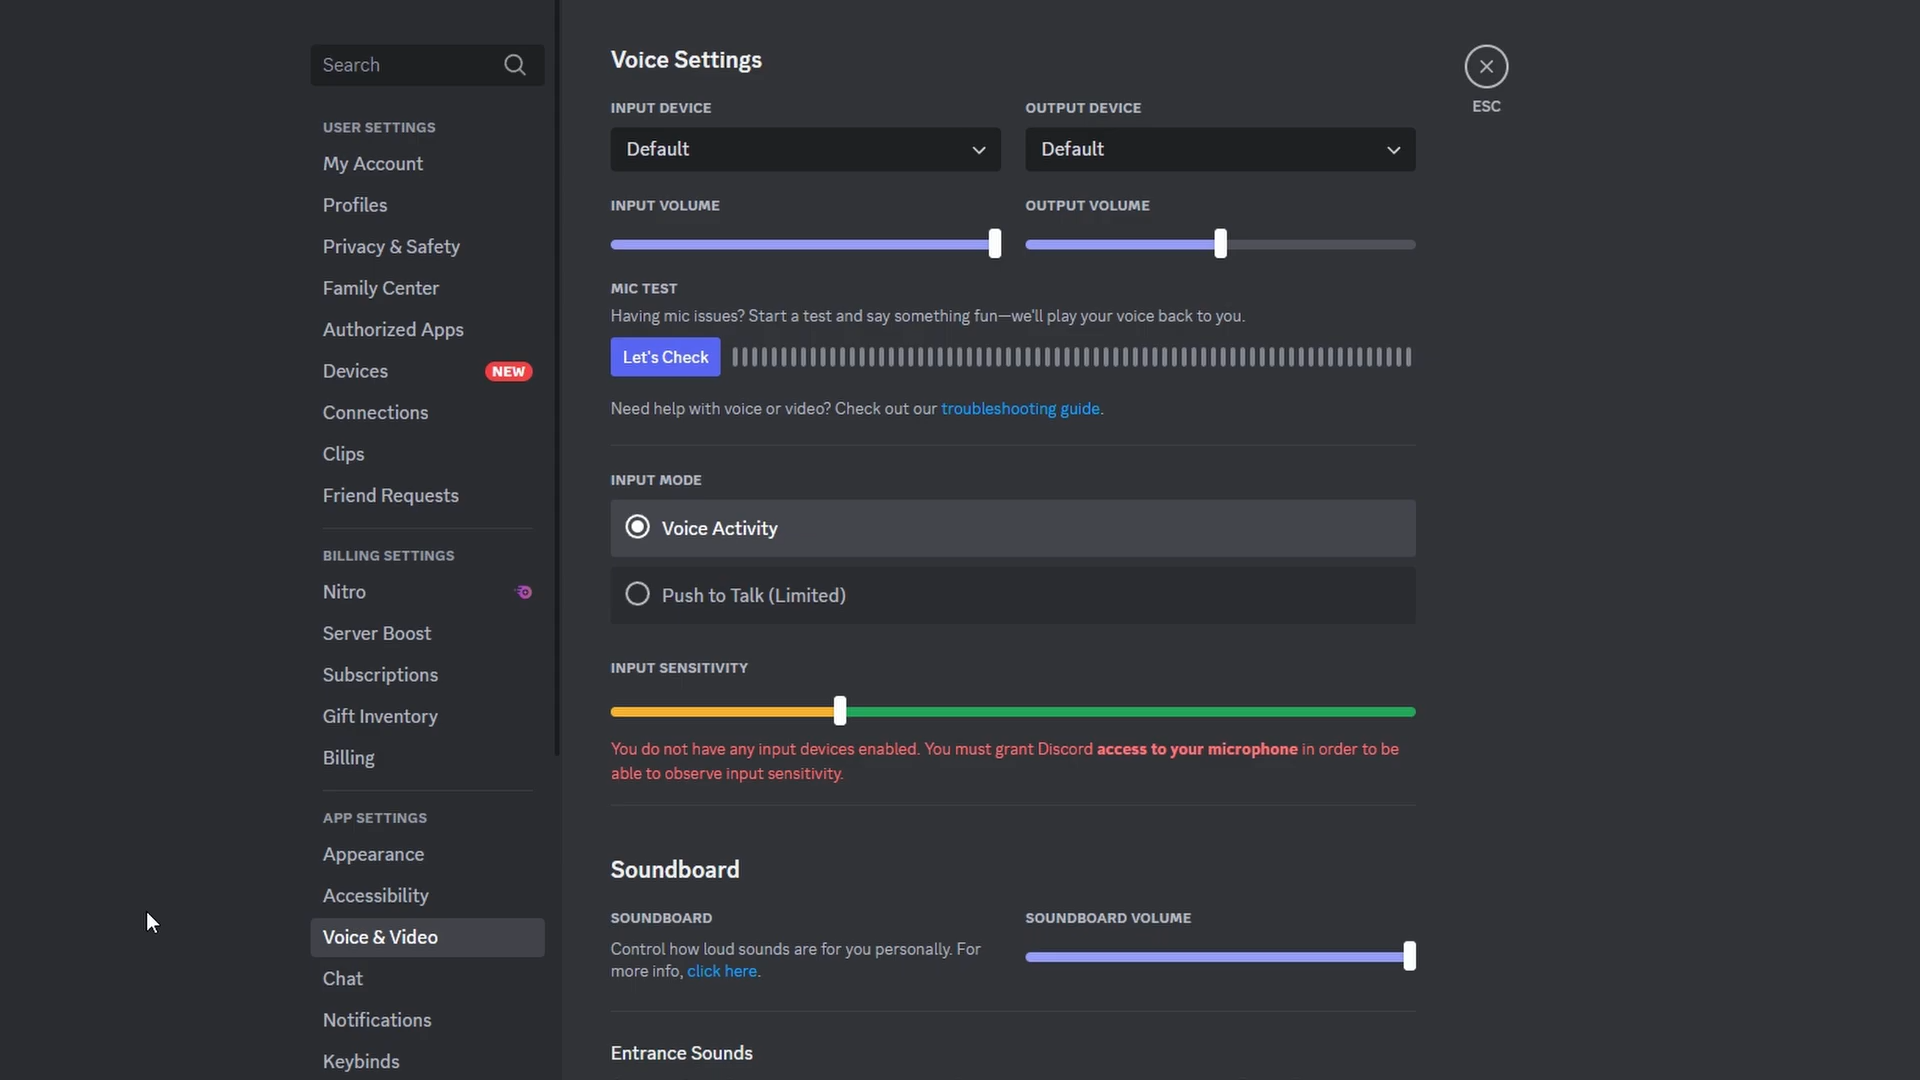 Search
USER SETTINGS
My Account
Profiles
Privacy & Safety
Family Center
Authorized Apps
Devices NEW
Connections
Clips
Friend Requests
BILLING SETTINGS
Nitro
Server Boost
Subscriptions
Gift Inventory
Billing
APP SETTINGS
Appearance
Accessibility
Voice & Video
Chat
Notifications
Keybinds
Voice Settings
INPUT DEVICE OUTPUT DEVICE
Default Default
INPUT VOLUME OUTPUT VOLUME
MIC TEST
Having mic issues? Start a test and say something fun—we'll play your voice back to you.
Let's Check
Need help with voice or video? Check out our troubleshooting guide.
INPUT MODE
Voice Activity
Push to Talk (Limited)
INPUT SENSITIVITY
You do not have any input devices enabled. You must grant Discord access to your microphone in order to be
able to observe input sensitivity.
Soundboard
SOUNDBOARD SOUNDBOARD VOLUME
Control how loud sounds are for you personally. For
more info, click here.
Entrance Sounds
ESC